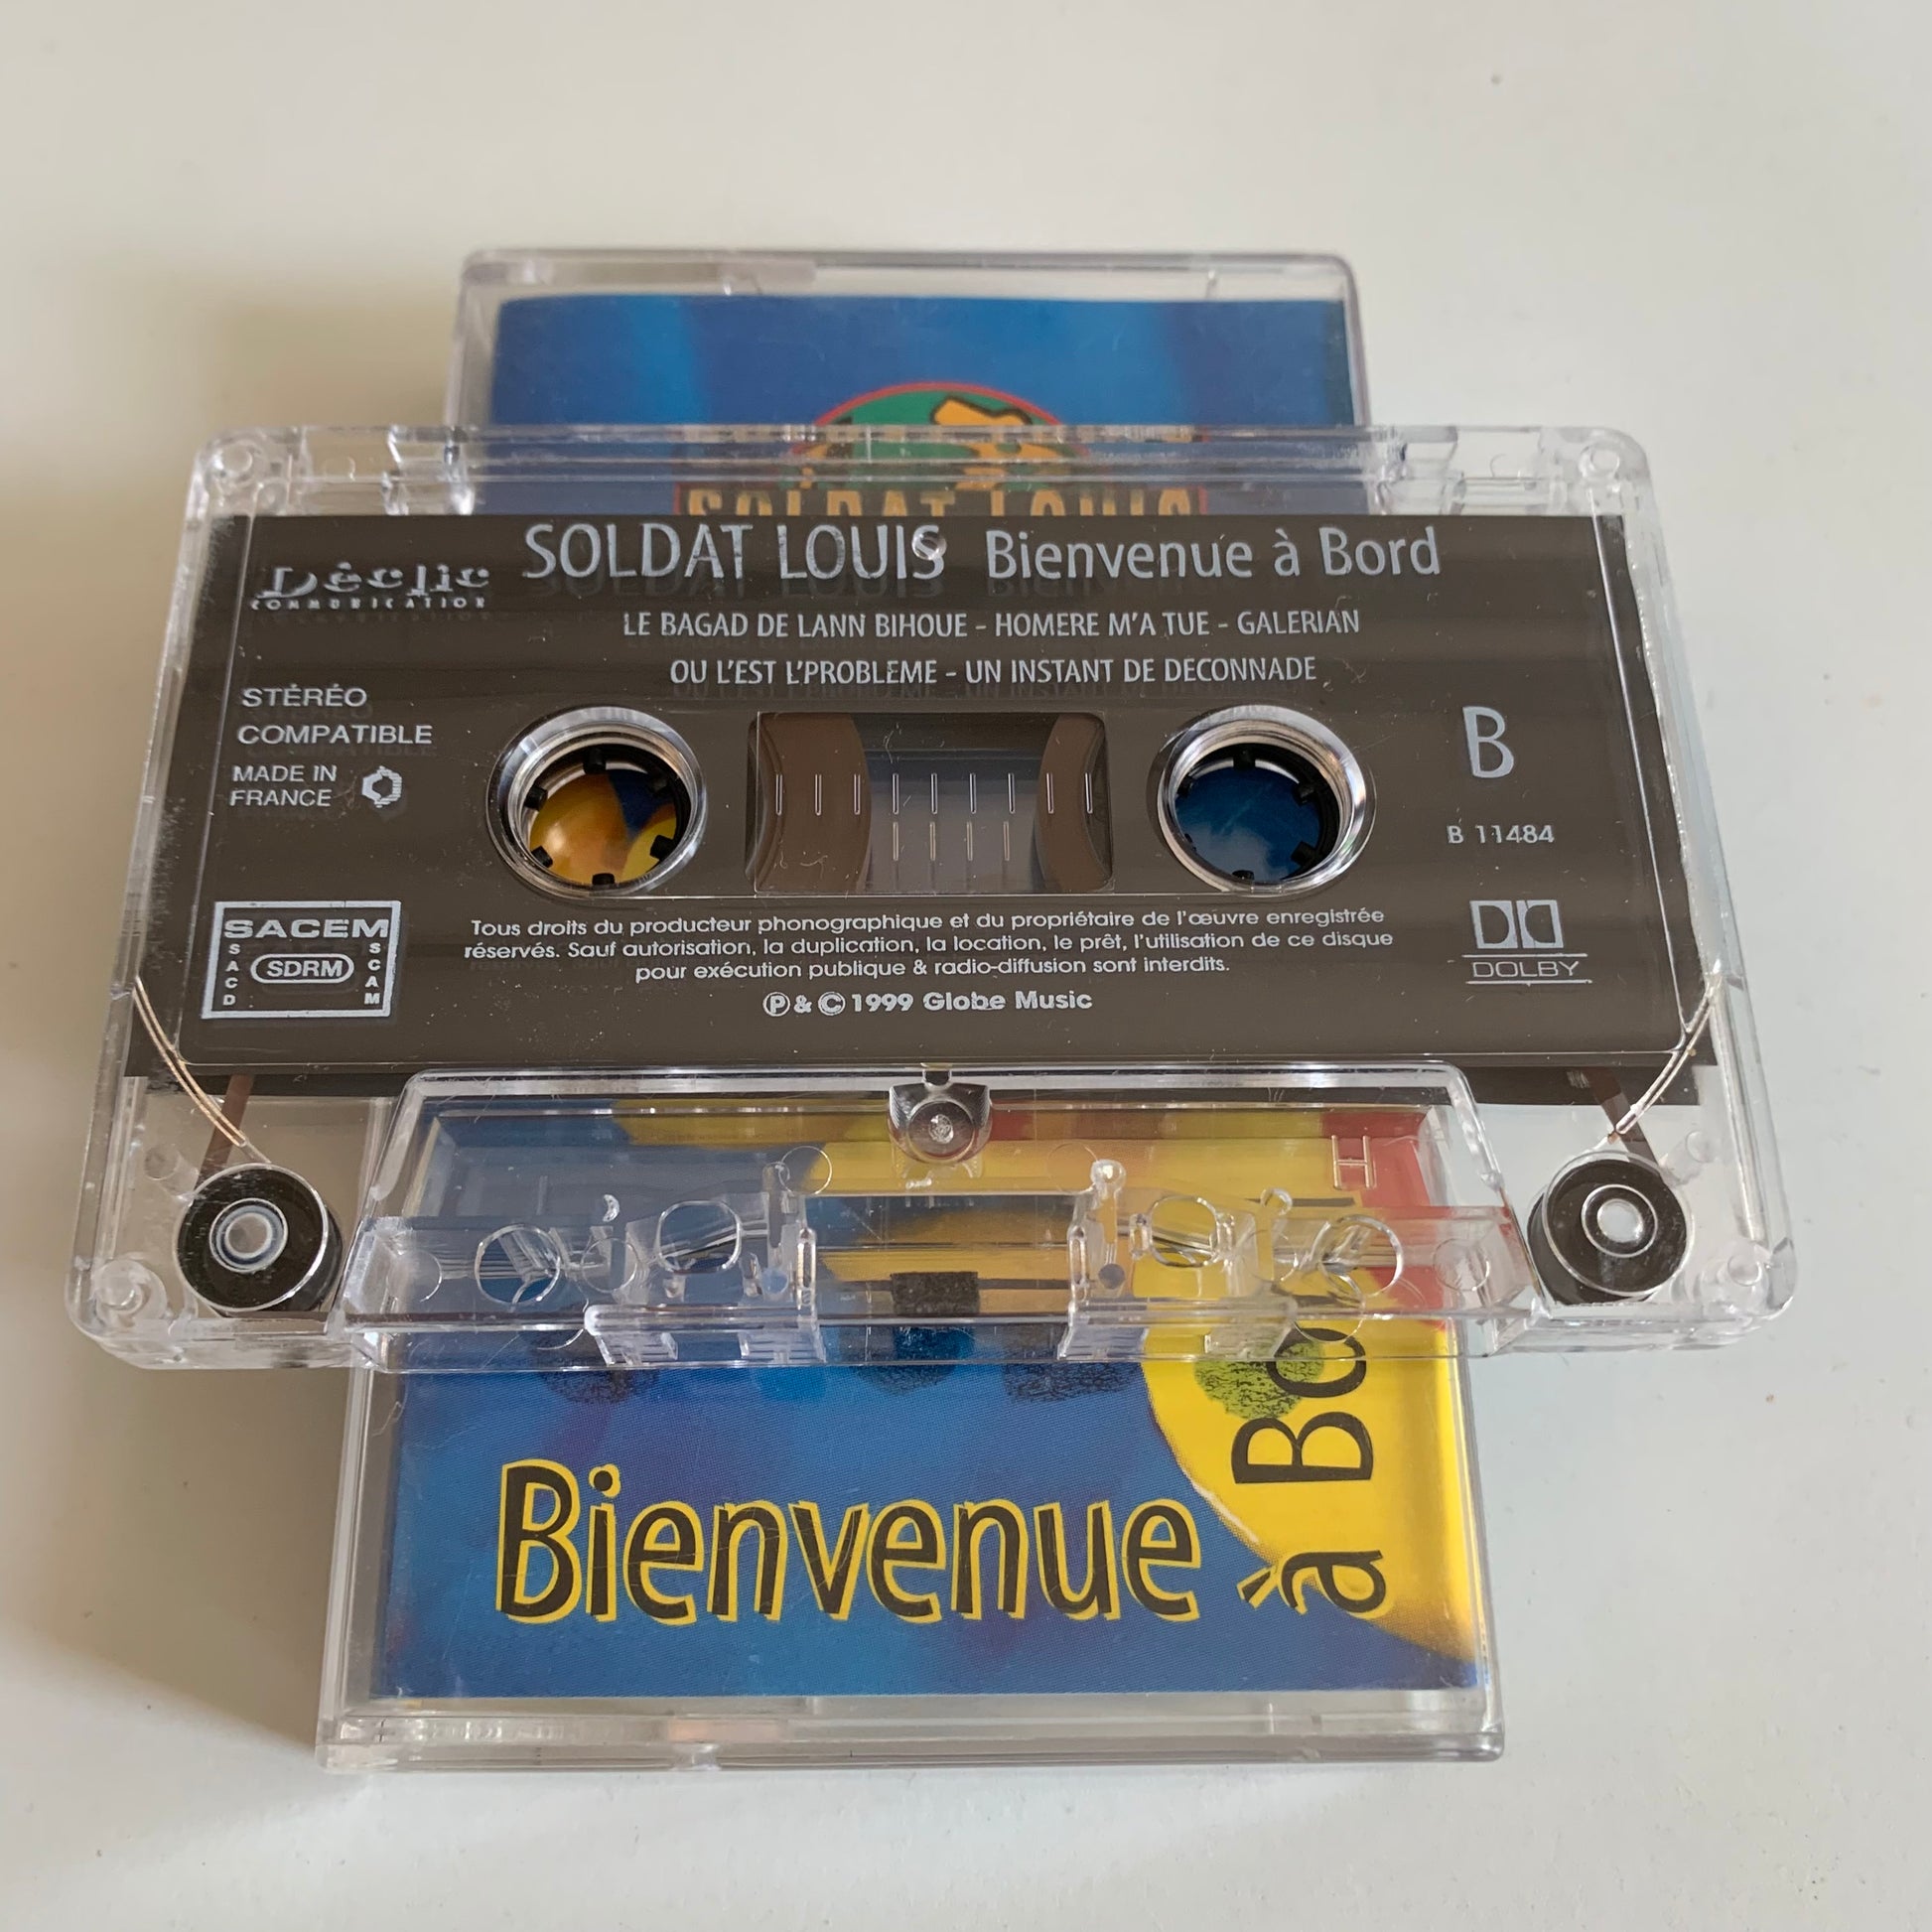 SOLDAT LOUIS
Déclic
COMMUNICATION
SOLDAT LOUIS Bienvenue à Bord
LE BAGAD DE LANN BIHOUE - HOMERE M'A TUE - GALERIAN
OU L'EST L'PROBLEME - UN INSTANT DE DECONNADE
STÉRÉO
COMPATIBLE
MADE IN
FRANCE
B
B 11484
SACEM
SACD
SDRM
SCAM
Tous droits du producteur phonographique et du propriétaire de l'œuvre enregistrée
réservés. Sauf autorisation, la duplication, la location, le prêt, l'utilisation de ce disque
pour exécution publique & radio-diffusion sont interdits.
Ⓟ & © 1999 Globe Music
DOLBY
H
Bienvenue
à Bo